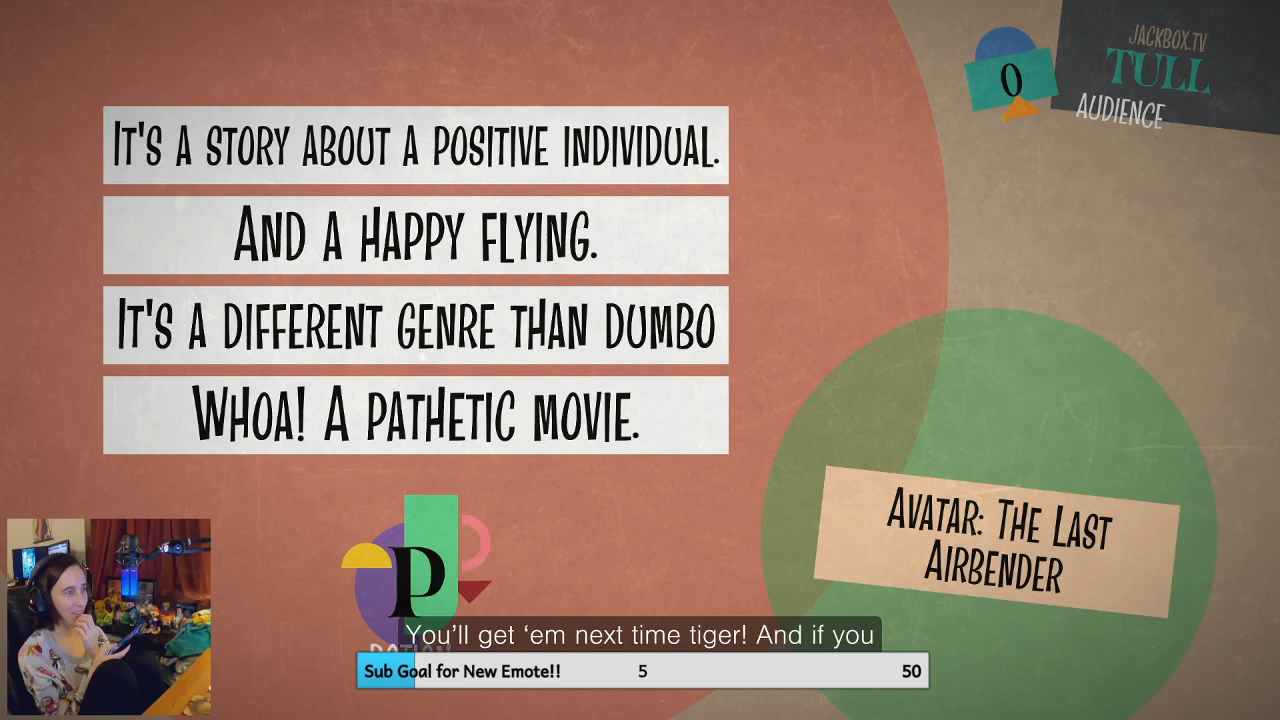 JACKBOX.TV
TULL
0
AUDIENCE
IT'S A STORY ABOUT A POSITIVE INDIVIDUAL.
AND A HAPPY FLYING.
IT'S A DIFFERENT GENRE THAN DUMBO
WHOA! A PATHETIC MOVIE.
AVATAR: THE LAST
AIRBENDER
P
You'll get ‘em next time tiger! And if you
Sub Goal for New Emote!! 5 50